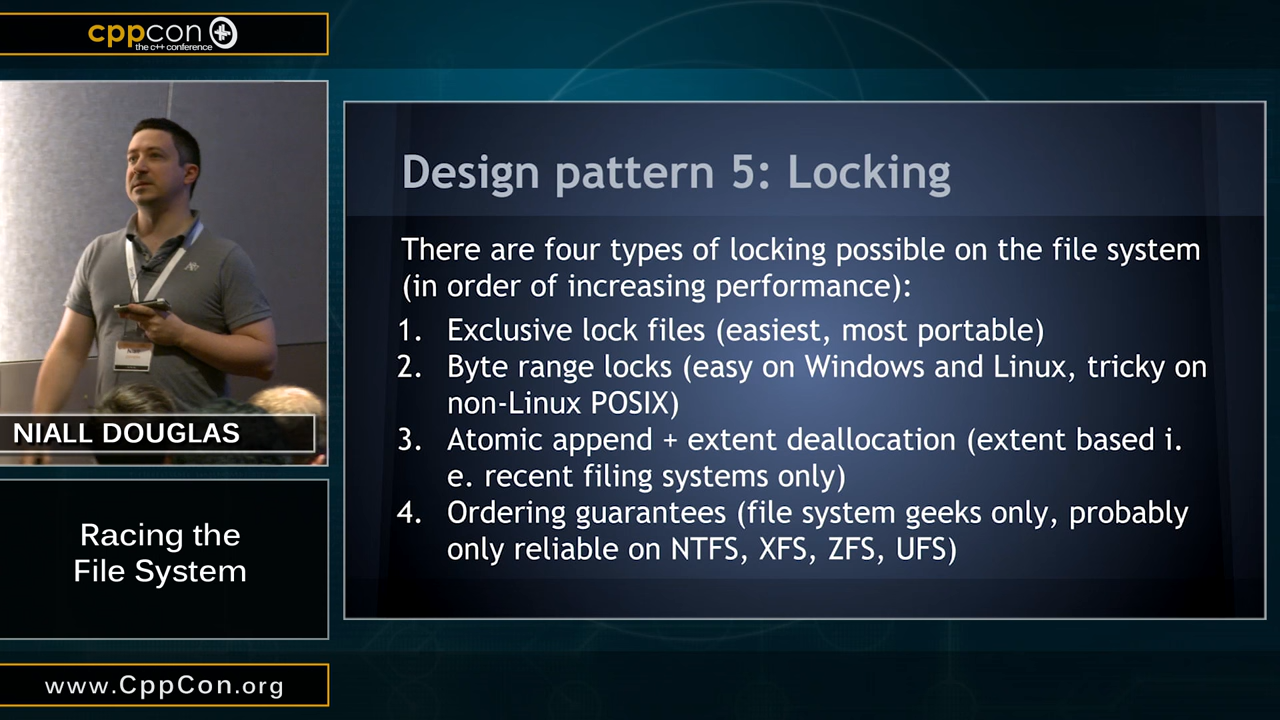 cppcon
the c++ conference
NIALL DOUGLAS
Racing the
File System
www.CppCon.org
Design pattern 5: Locking
There are four types of locking possible on the file system
(in order of increasing performance):
1. Exclusive lock files (easiest, most portable)
2. Byte range locks (easy on Windows and Linux, tricky on
non-Linux POSIX)
3. Atomic append + extent deallocation (extent based i.
e. recent filing systems only)
4. Ordering guarantees (file system geeks only, probably
only reliable on NTFS, XFS, ZFS, UFS)